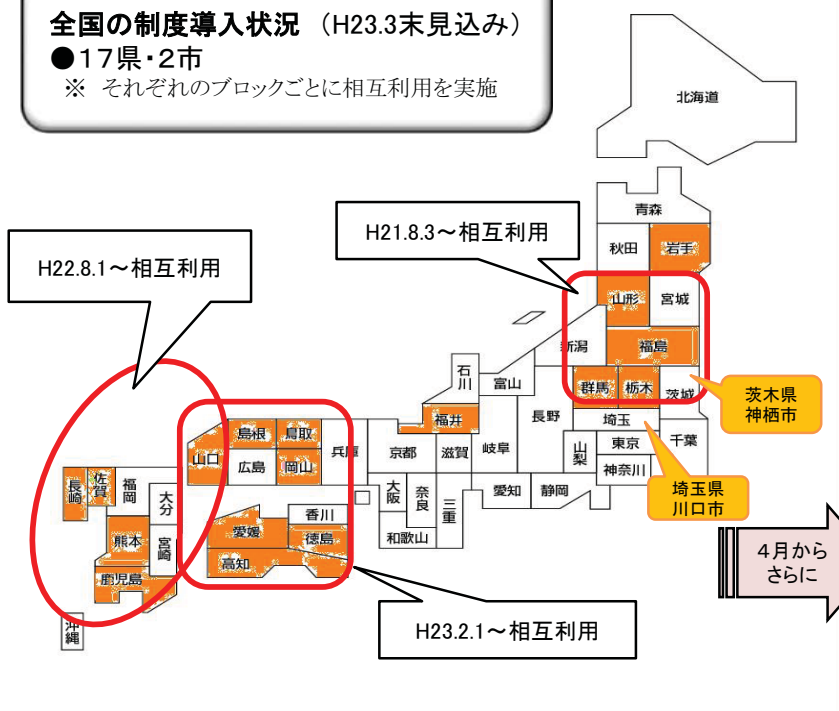 全国の制度導入状況 (H23.3末見込み)
●17県・2市
※ それぞれのブロックごとに相互利用を実施
北海道
青森
秋田
岩手
山形
宮城
新潟
福島
群馬
栃木
茨城
埼玉
千葉
東京
神奈川
山梨
長野
石川
富山
福井
岐阜
愛知
静岡
滋賀
京都
三重
奈良
大阪
和歌山
兵庫
鳥取
島根
岡山
広島
山口
香川
徳島
愛媛
高知
福岡
佐賀
長崎
大分
熊本
宮崎
鹿児島
沖縄
H22.8.1~相互利用
H21.8.3~相互利用
H23.2.1~相互利用
茨木県
神栖市
埼玉県
川口市
4月から
さらに